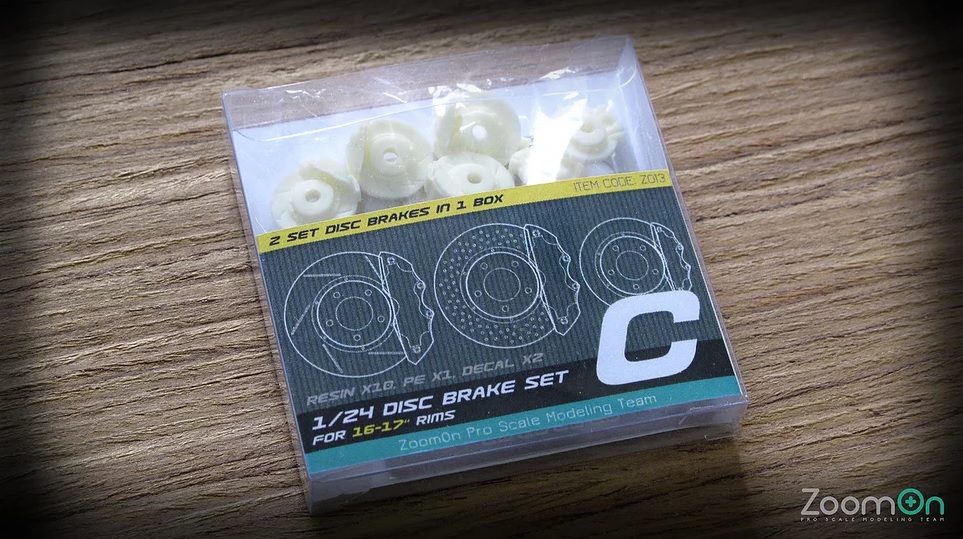 ITEM CODE. Z013
2 SET DISC BRAKES IN 1 BOX
C
RESIN X10, PE X1, DECAL X2
1/24 DISC BRAKE SET
FOR 16-17" RIMS
ZoomOn Pro Scale Modeling Team
ZoomOn
PRO SCALE MODELING TEAM